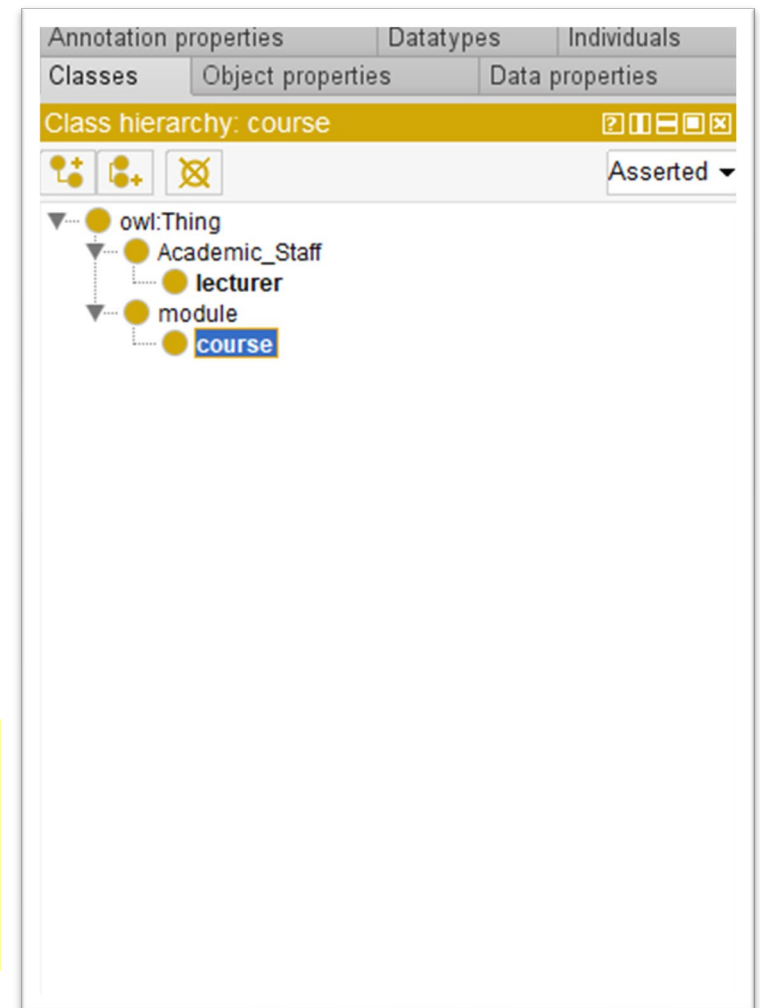 Annotation properties Datatypes Individuals
Classes Object properties Data properties
Class hierarchy: course
Asserted
owl:Thing
Academic_Staff
lecturer
module
course